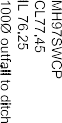 MH97SWCP
CL77.45
IL 76.25
100Ø outfall to ditch